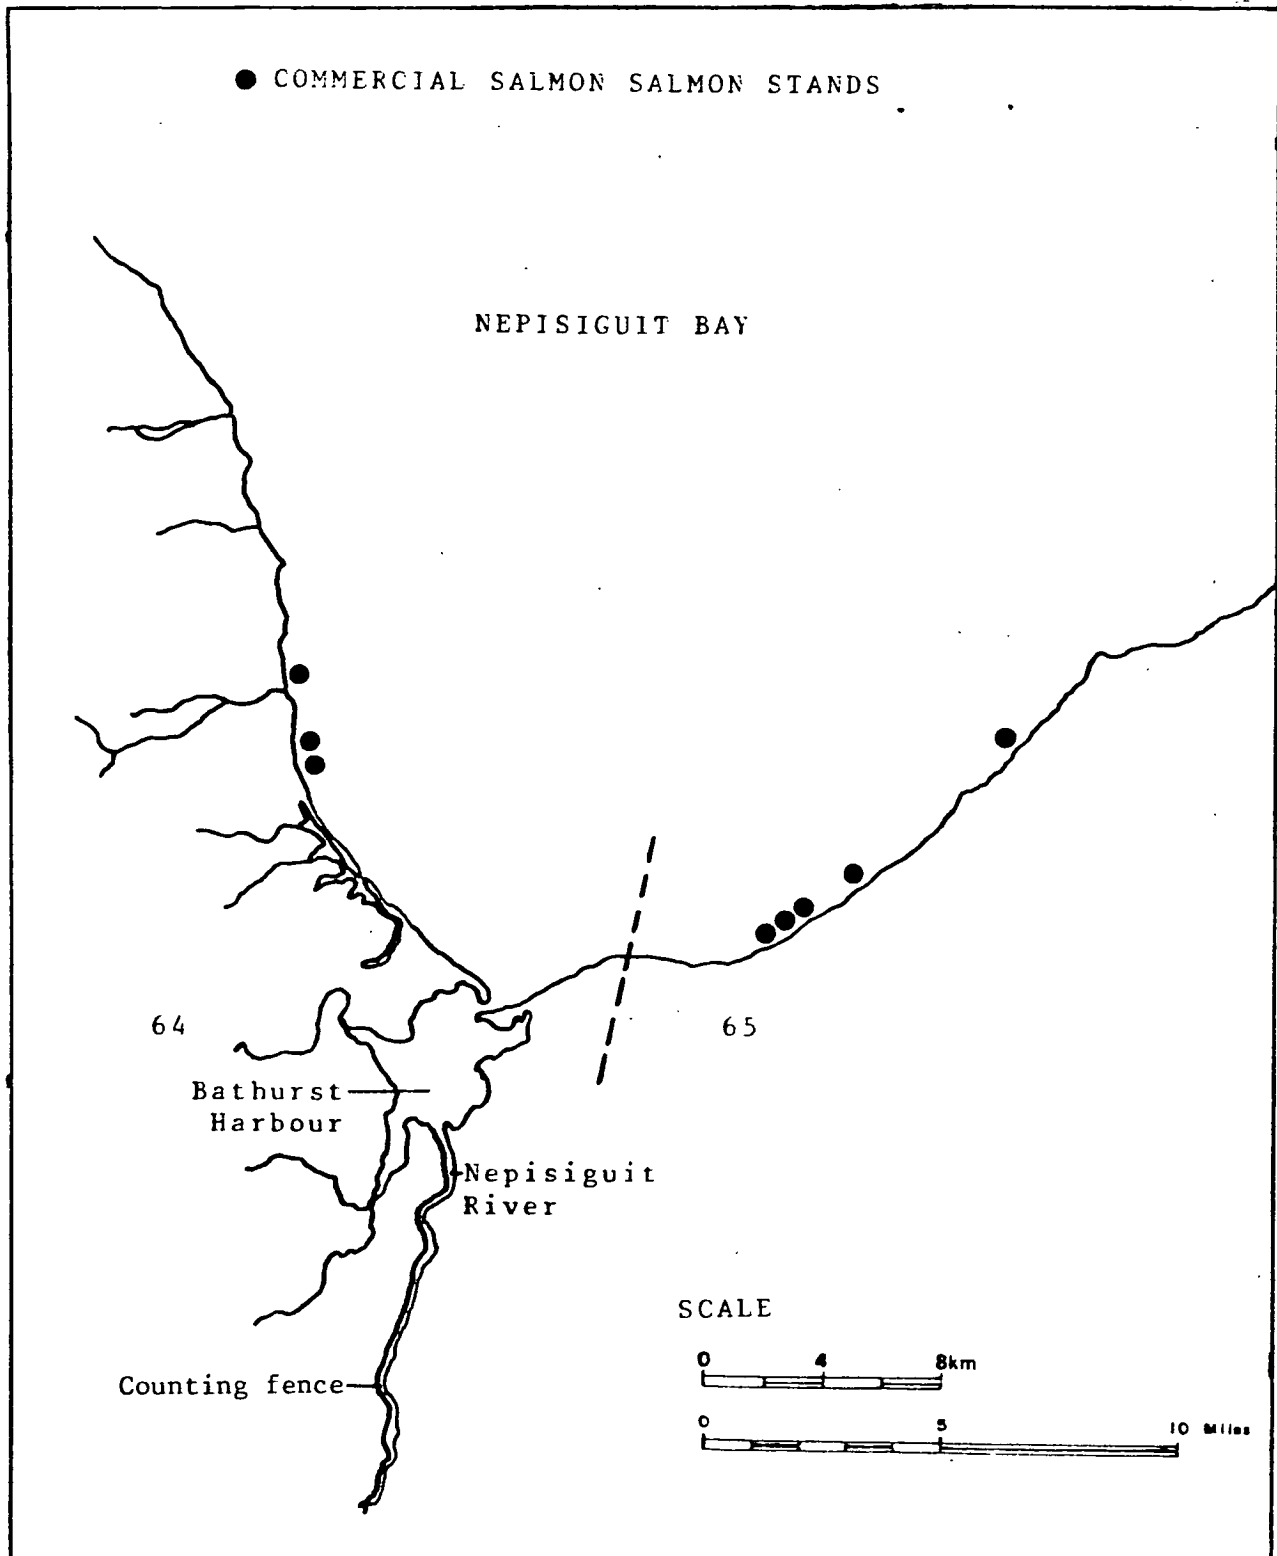 COMMERCIAL SALMON SALMON STANDS
NEPISIGUIT BAY
64
65
Bathurst
Harbour
Nepisiguit
River
Counting fence
SCALE
0 4 8km
0 5 10 Miles